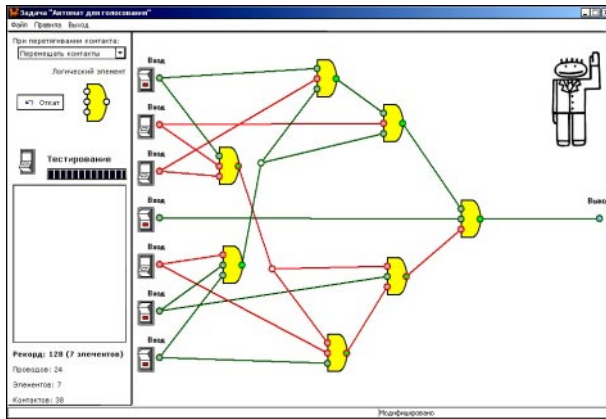 Задача "Автомат для голосования"
Файл Правила Выход
При перетягивании контакта:
Перемещать контакты
Логический элемент
Откат
Тестирование
Рекорд: 128 (7 элементов)
Проводов: 24
Элементов: 7
Контактов: 38
Вход
Вход
Вход
Вход
Вход
Вход
Вход
Выхо
Модифицировано